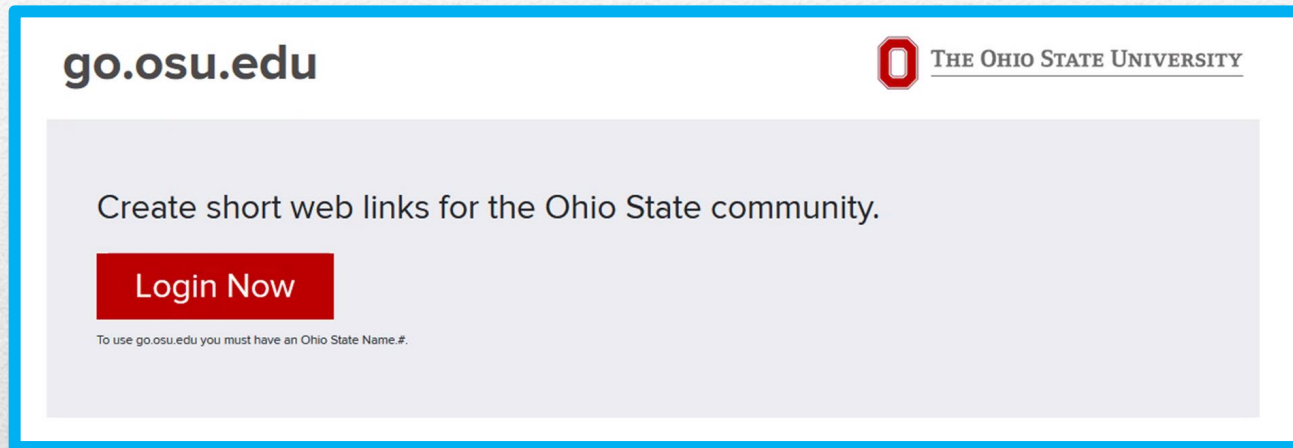 go.osu.edu
THE OHIO STATE UNIVERSITY
Create short web links for the Ohio State community.
Login Now
To use go.osu.edu you must have an Ohio State Name.#.